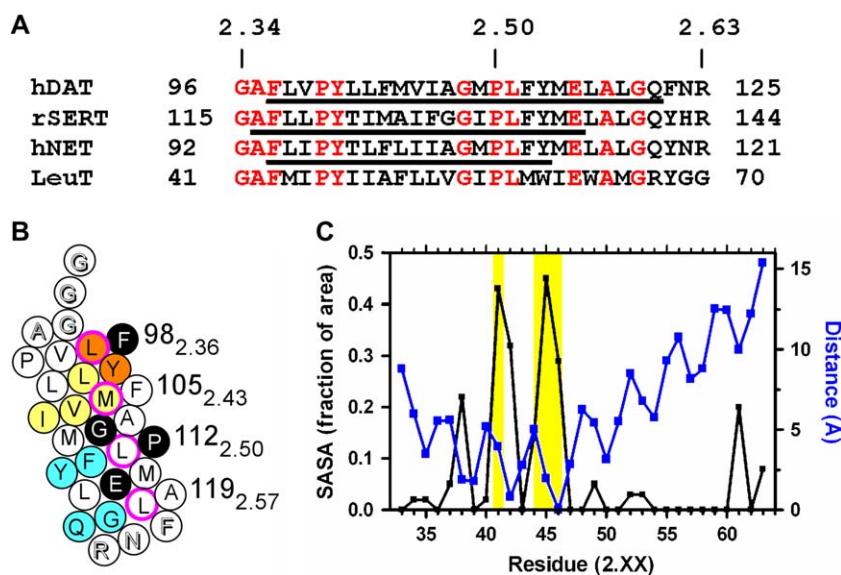 A
2.34 2.50 2.63
hDAT 96 GAFLVPYLLFMVIAGMPLFYMELALGQFNR 125
rSERT 115 GAFLLPYTIMAIFGGIPLFYMELALGQYHR 144
hNET 92 GAFLIPYTLFLIIAGMPLFYMELALGQYNR 121
LeuT 41 GAFMIPYIIAFLLVGIPLMWIEWAMGRYGG 70
B
G
G
A G
P V L F 98 2.36
L L Y
I V M F 105 2.43
M G A
Y F L P 112 2.50
L E M
Q G L A 119 2.57
R N F
C
SASA (fraction of area)
0.5
0.4
0.3
0.2
0.1
0.0
35 40 45 50 55 60
Residue (2.XX)
15
10
5
0
Distance (A)